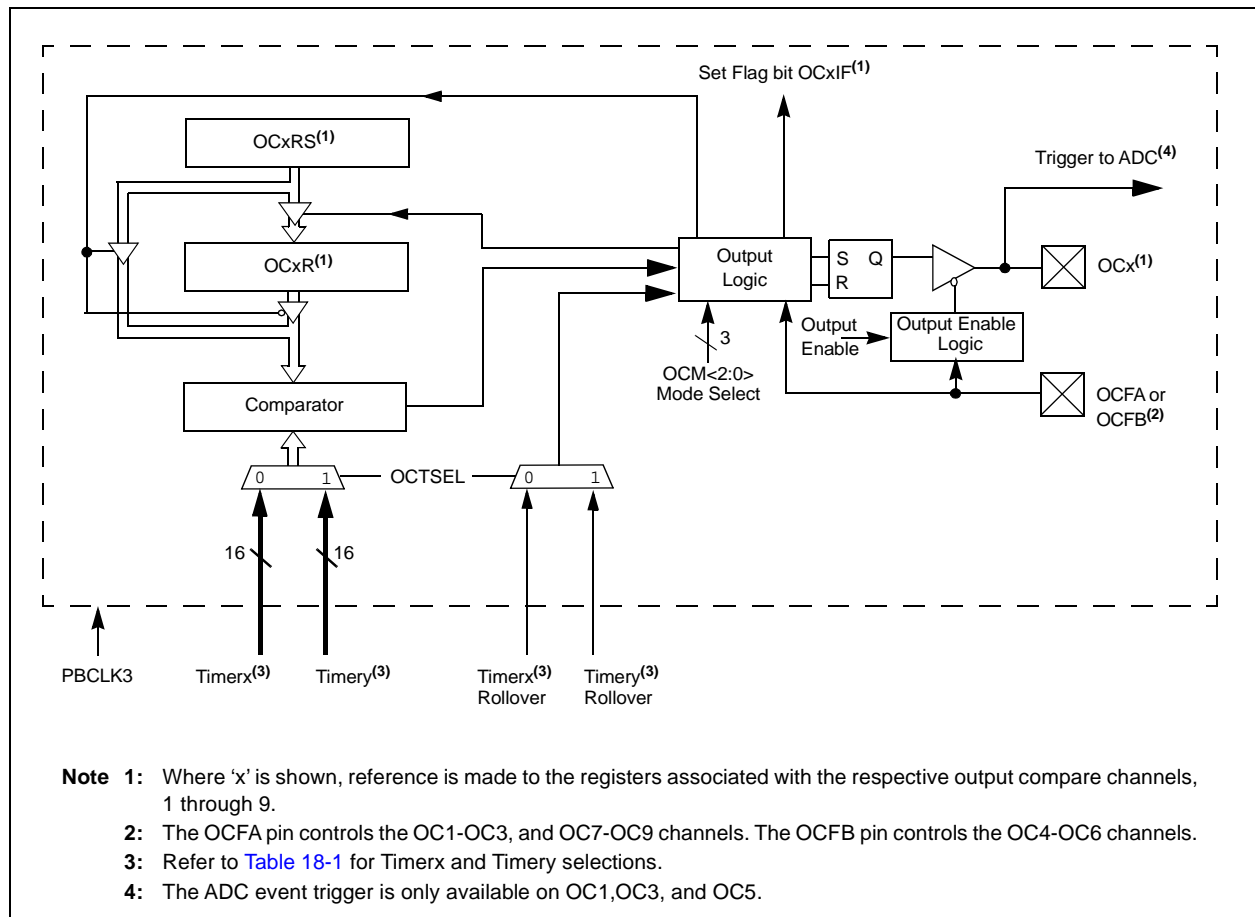 Set Flag bit OCxIF(1)
OCxRS(1)
Trigger to ADC(4)
OCxR(1)
Output
Logic
S Q
R
OCx(1)
3
Output
Enable
Output Enable
Logic
OCM<2:0>
Mode Select
Comparator
OCFA or
OCFB(2)
0 1
OCTSEL
0 1
16
16
PBCLK3
Timerx(3)
Timery(3)
Timerx(3)
Rollover
Timery(3)
Rollover
Note 1: Where ‘x’ is shown, reference is made to the registers associated with the respective output compare channels,
1 through 9.
2: The OCFA pin controls the OC1-OC3, and OC7-OC9 channels. The OCFB pin controls the OC4-OC6 channels.
3: Refer to Table 18-1 for Timerx and Timery selections.
4: The ADC event trigger is only available on OC1,OC3, and OC5.